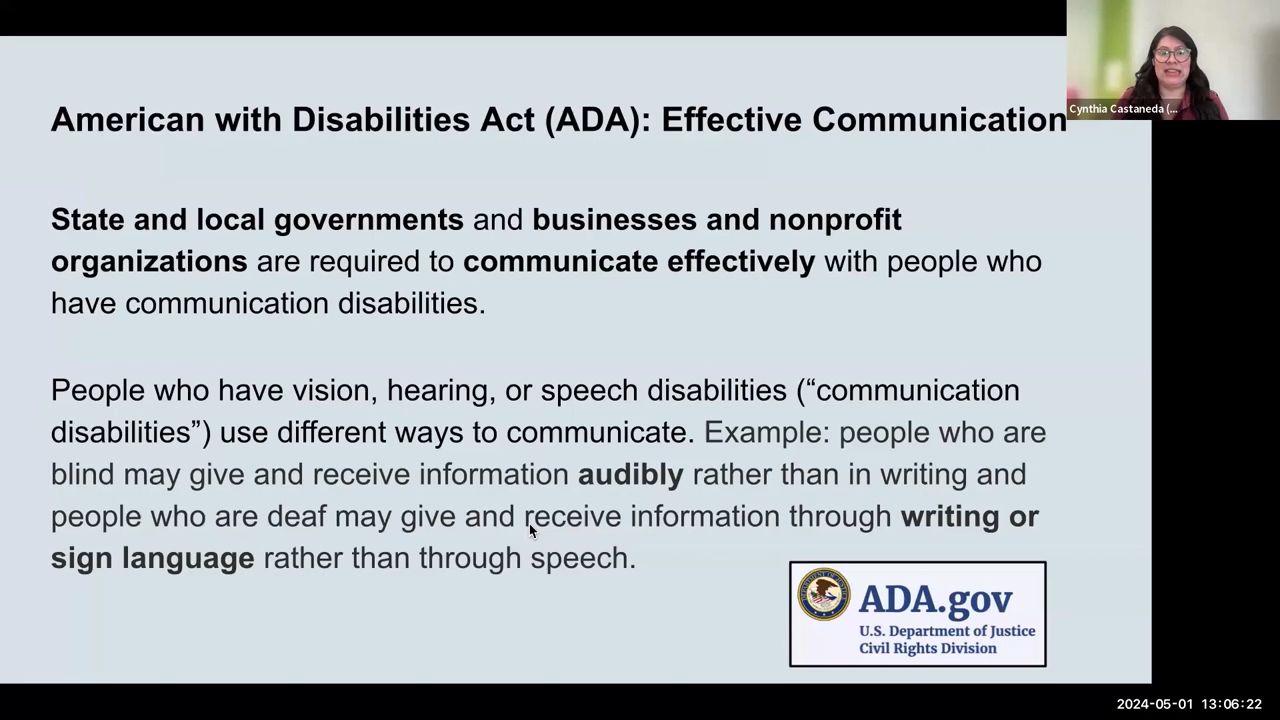 American with Disabilities Act (ADA): Effective Communication
Cynthia Castaneda (...
State and local governments and businesses and nonprofit
organizations are required to communicate effectively with people who
have communication disabilities.
People who have vision, hearing, or speech disabilities (“communication
disabilities”) use different ways to communicate. Example: people who are
blind may give and receive information audibly rather than in writing and
people who are deaf may give and receive information through writing or
sign language rather than through speech.
ADA.gov
U.S. Department of Justice
Civil Rights Division
2024-05-01 13:06:22